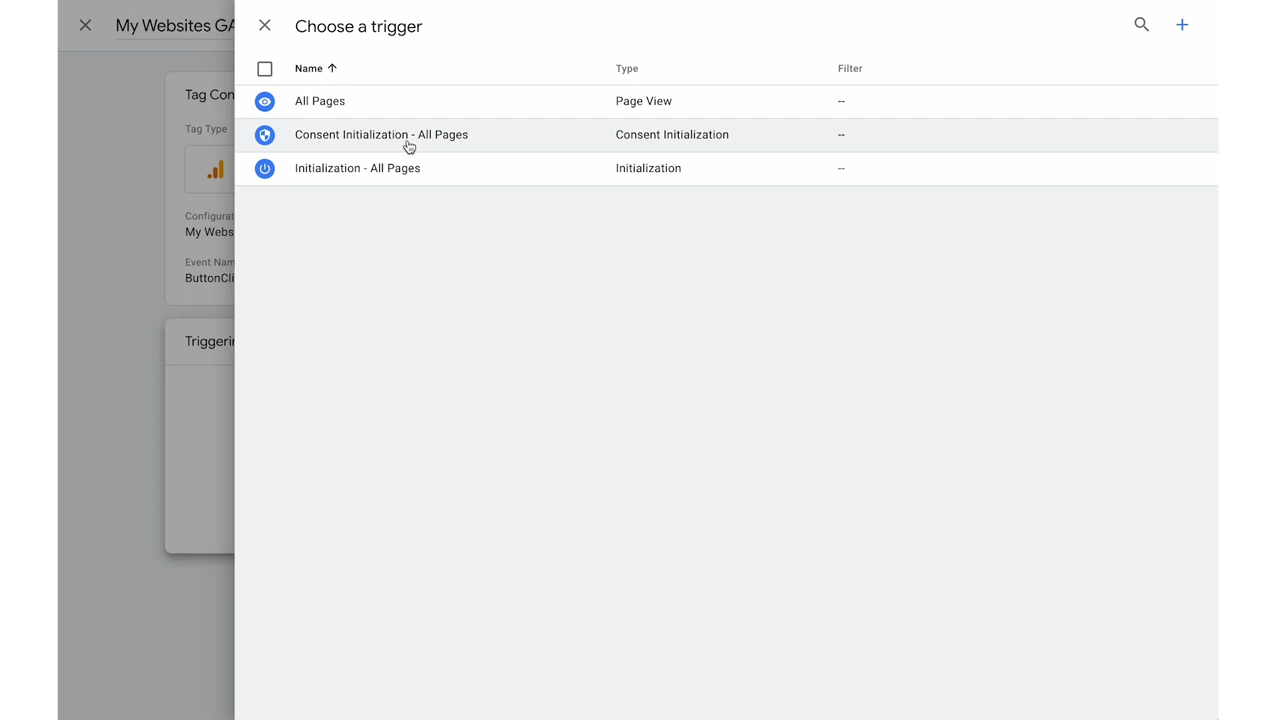 My Websites GA
Choose a trigger
Name Type Filter
All Pages Page View --
Consent Initialization - All Pages Consent Initialization --
Initialization - All Pages Initialization --
Tag Con
Tag Type
Configurat
My Webs
Event Nam
ButtonCli
Triggerin